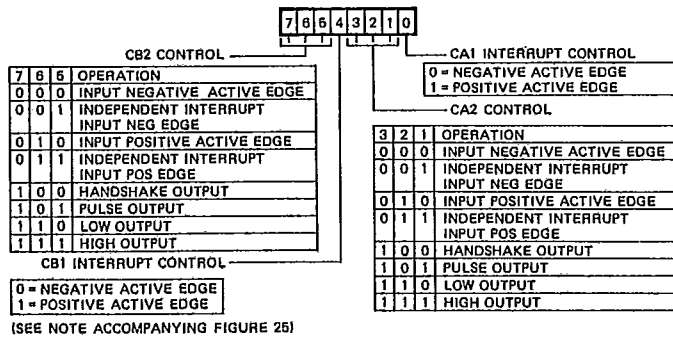 7 6 5 4 3 2 1 0
CB2 CONTROL
7 6 5 OPERATION
0 0 0 INPUT NEGATIVE ACTIVE EDGE
0 0 1 INDEPENDENT INTERRUPT
INPUT NEG EDGE
0 1 0 INPUT POSITIVE ACTIVE EDGE
0 1 1 INDEPENDENT INTERRUPT
INPUT POS EDGE
1 0 0 HANDSHAKE OUTPUT
1 0 1 PULSE OUTPUT
1 1 0 LOW OUTPUT
1 1 1 HIGH OUTPUT
CB1 INTERRUPT CONTROL
0 = NEGATIVE ACTIVE EDGE
1 = POSITIVE ACTIVE EDGE
(SEE NOTE ACCOMPANYING FIGURE 25)
CA1 INTERRUPT CONTROL
0 = NEGATIVE ACTIVE EDGE
1 = POSITIVE ACTIVE EDGE
CA2 CONTROL
3 2 1 OPERATION
0 0 0 INPUT NEGATIVE ACTIVE EDGE
0 0 1 INDEPENDENT INTERRUPT
INPUT NEG EDGE
0 1 0 INPUT POSITIVE ACTIVE EDGE
0 1 1 INDEPENDENT INTERRUPT
INPUT POS EDGE
1 0 0 HANDSHAKE OUTPUT
1 0 1 PULSE OUTPUT
1 1 0 LOW OUTPUT
1 1 1 HIGH OUTPUT